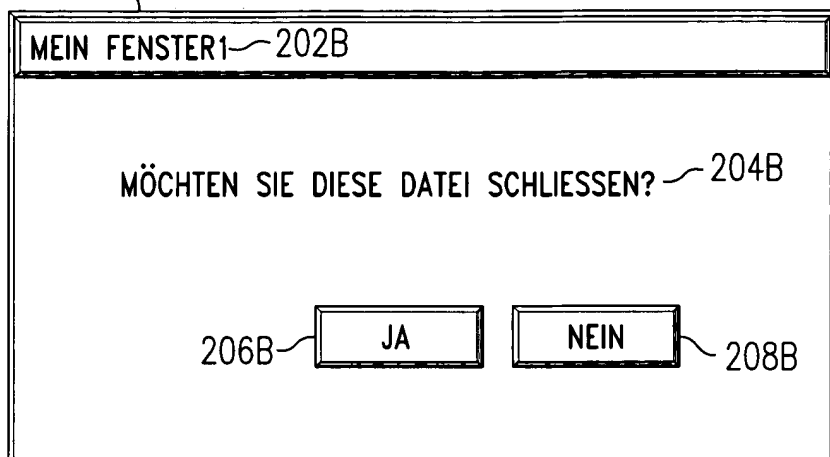 MEIN FENSTER1 202B
MÖCHTEN SIE DIESE DATEI SCHLIESSEN? 204B
206B JA NEIN 208B